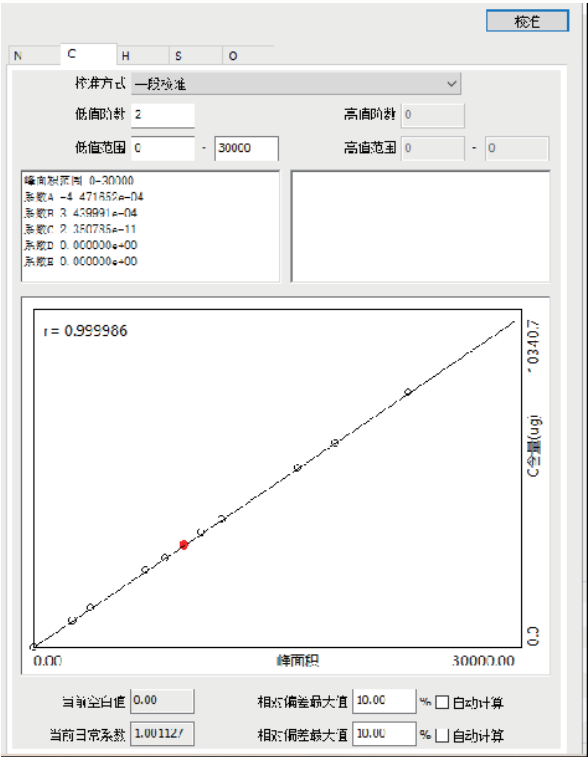 校准
N C H S O
校准方式 一段校准
低值阶数 2 高值阶数 0
低值范围 0 - 30000 高值范围 0 - 0
峰面积范围 0-30000
系数A -4.471652e-04
系数B 3.439991e-04
系数C 2.350785e-11
系数D 0.000000e+00
系数E 0.000000e+00
r = 0.999986
10340.7
C含量(ug)
0.0
0.00 峰面积 30000.00
当前空白值 0.00 相对偏差最大值 10.00 % 自动计算
当前日常系数 1.001127 相对偏差最大值 10.00 % 自动计算